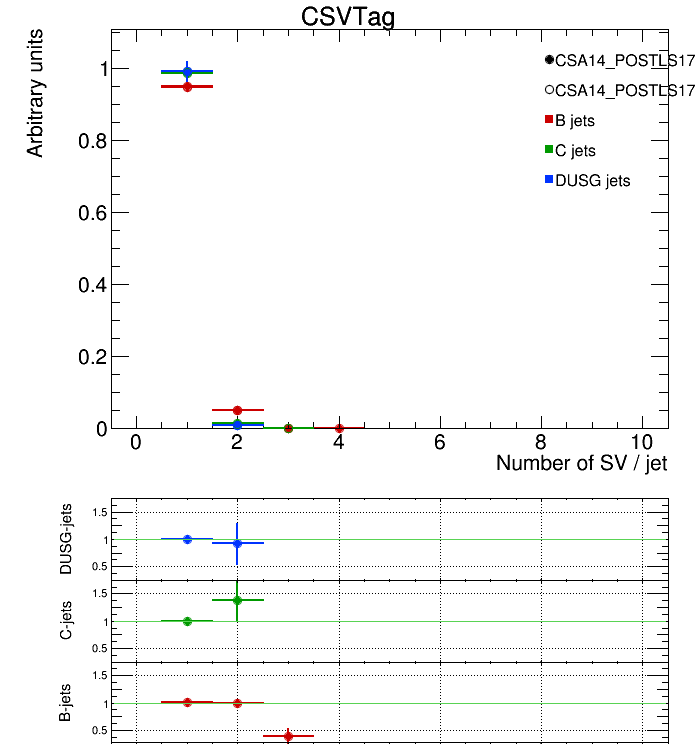 CSVTag
Arbitrary units
1
0.8
0.6
0.4
0.2
0
0 2 4 6 8 10
Number of SV / jet
CSA14_POSTLS17
CSA14_POSTLS17
B jets
C jets
DUSG jets
DUSG-jets
1.5
1
0.5
C-jets
1.5
1
0.5
B-jets
1.5
1
0.5